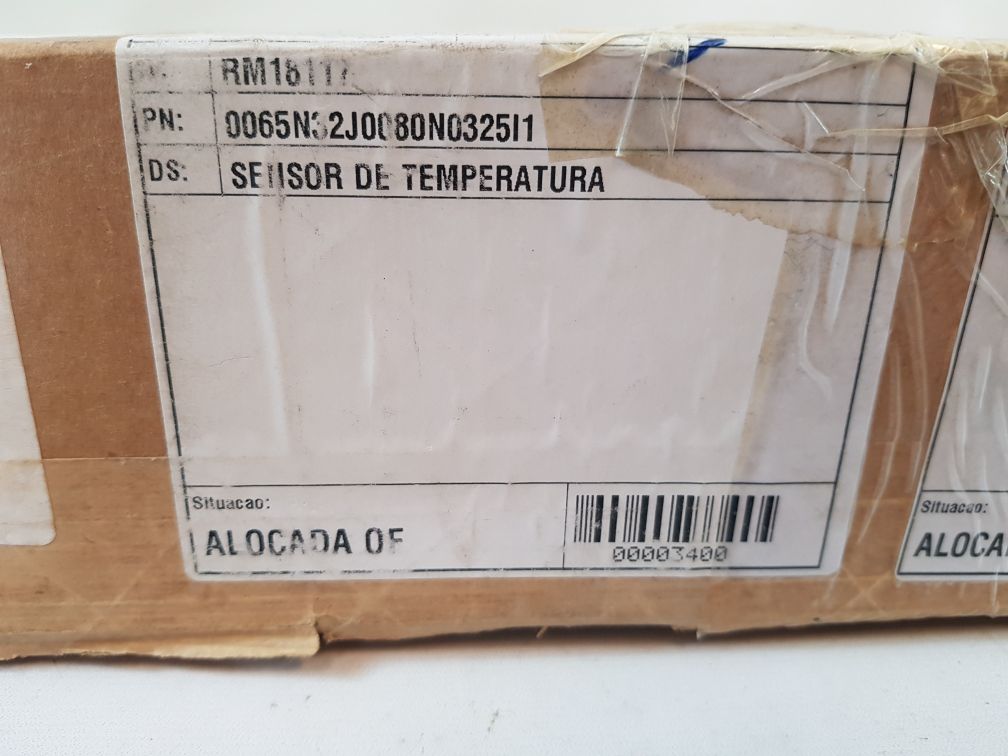 RM18117
PN: 0065N32J0080N0325I1
DS: SENSOR DE TEMPERATURA
Situacao:
ALOCADA OF
00003400
Situacao:
ALOCA